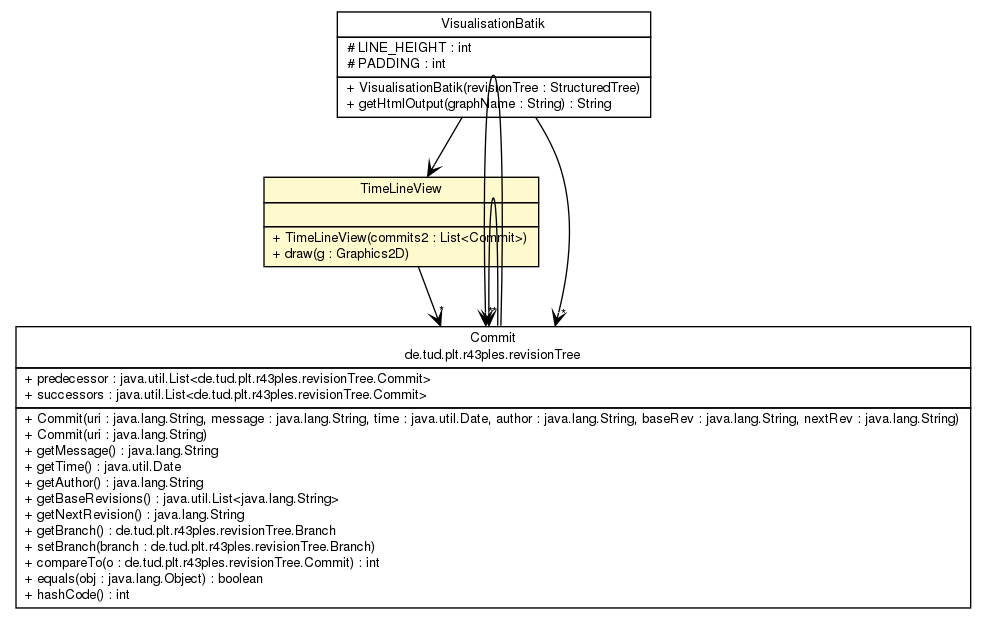 VisualisationBatik
# LINE_HEIGHT : int
# PADDING : int
+ VisualisationBatik(revisionTree : StructuredTree)
+ getHtmlOutput(graphName : String) : String
TimeLineView
+ TimeLineView(commits2 : List<Commit>)
+ draw(g : Graphics2D)
* * * *
Commit
de.tud.plt.r43ples.revisionTree
+ predecessor : java.util.List<de.tud.plt.r43ples.revisionTree.Commit>
+ successors : java.util.List<de.tud.plt.r43ples.revisionTree.Commit>
+ Commit(uri : java.lang.String, message : java.lang.String, time : java.util.Date, author : java.lang.String, baseRev : java.lang.String, nextRev : java.lang.String)
+ Commit(uri : java.lang.String)
+ getMessage() : java.lang.String
+ getTime() : java.util.Date
+ getAuthor() : java.lang.String
+ getBaseRevisions() : java.util.List<java.lang.String>
+ getNextRevision() : java.lang.String
+ getBranch() : de.tud.plt.r43ples.revisionTree.Branch
+ setBranch(branch : de.tud.plt.r43ples.revisionTree.Branch)
+ compareTo(o : de.tud.plt.r43ples.revisionTree.Commit) : int
+ equals(obj : java.lang.Object) : boolean
+ hashCode() : int